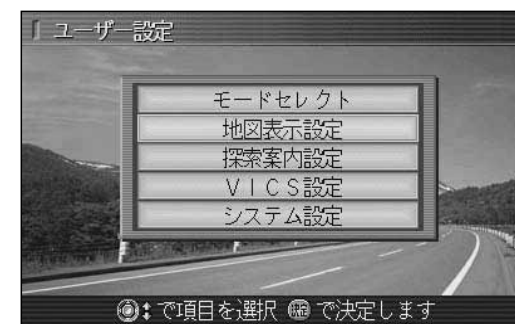 ユーザー設定
モードセレクト
地図表示設定
探索案内設定
ＶＩＣＳ設定
システム設定
で項目を選択 決定 で決定します